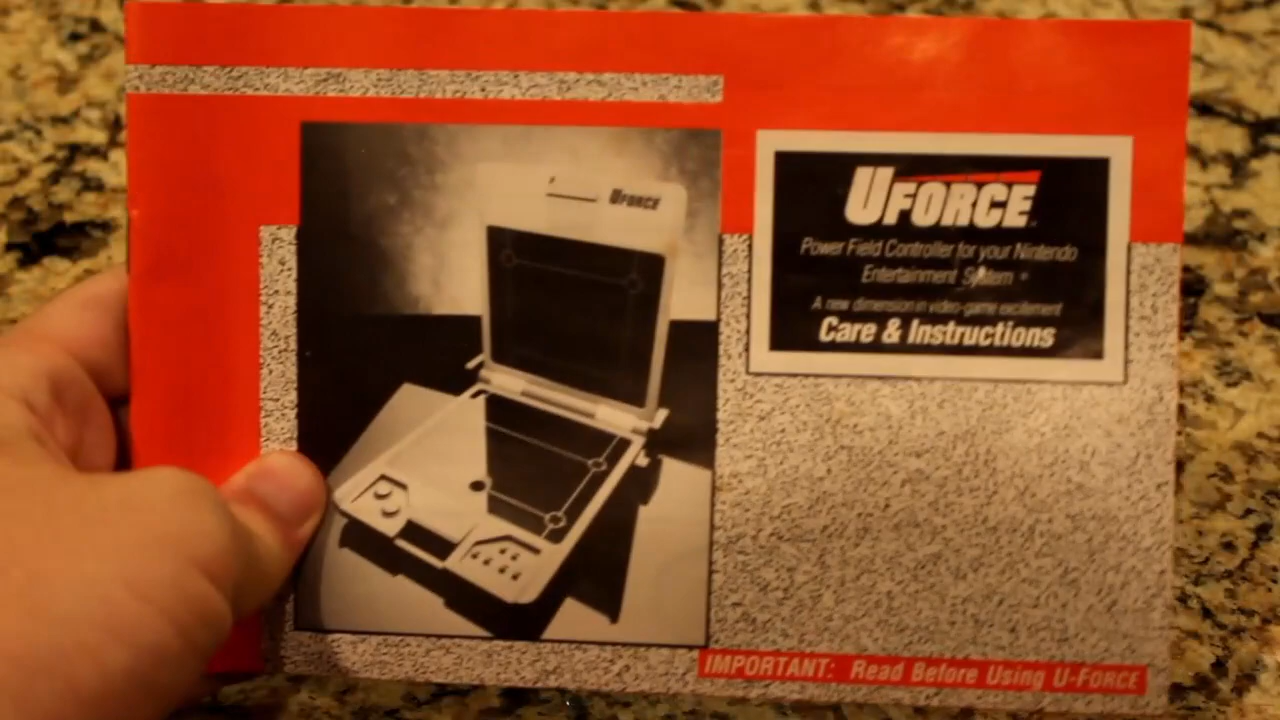 UFORCE
UFORCE
Power Field Controller for your Nintendo
Entertainment System
A new dimension in video-game excitement
Care & Instructions
IMPORTANT: Read Before Using U-FORCE